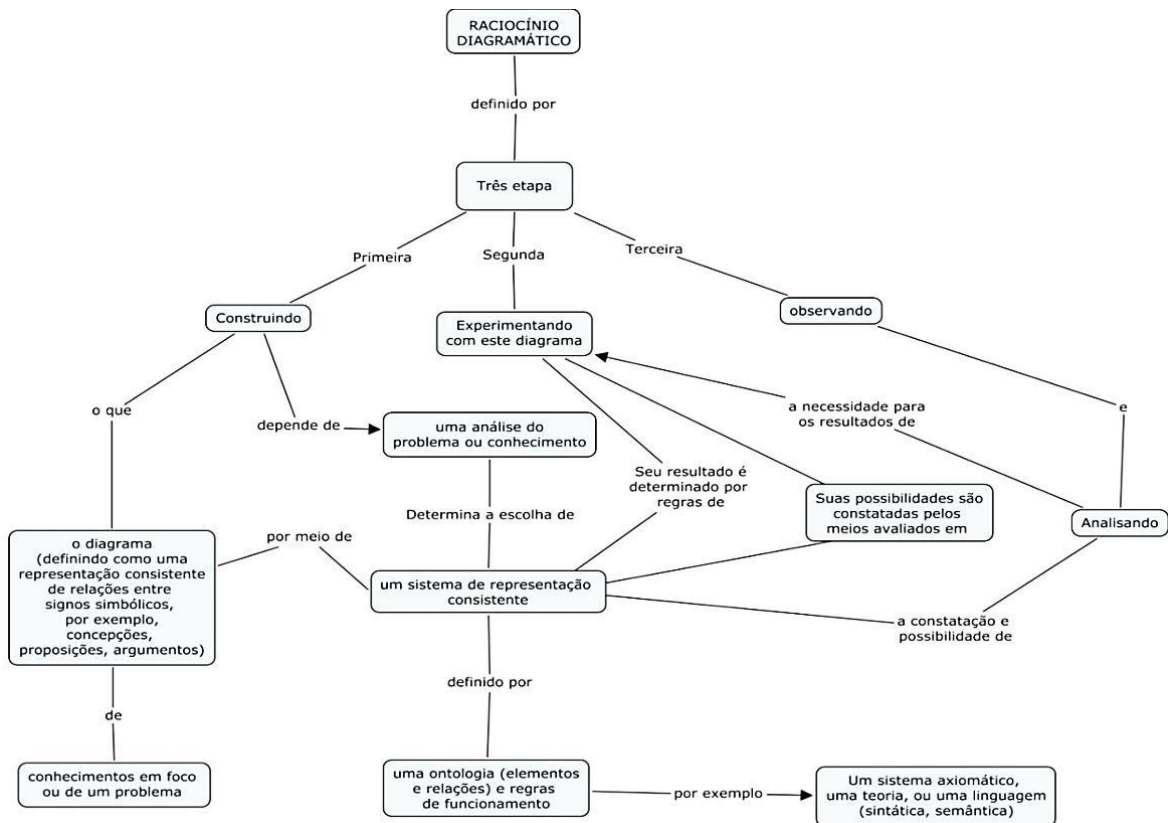 RACIOCÍNIO
DIAGRAMÁTICO
definido por
Três etapa
Primeira
Segunda
Terceira
Construindo
Experimentando
com este diagrama
observando
o que
depende de
uma análise do
problema ou conhecimento
a necessidade para
os resultados de
e
Seu resultado é
determinado por
regras de
Suas possibilidades são
constatadas pelos
meios avaliados em
Analisando
Determina a escolha de
o diagrama
(definindo como uma
representação consistente
de relações entre
signos simbólicos,
por exemplo,
concepções,
proposições, argumentos)
por meio de
um sistema de representação
consistente
a constatação e
possibilidade de
definido por
de
conhecimentos em foco
ou de um problema
uma ontologia (elementos
e relações) e regras
de funcionamento
por exemplo
Um sistema axiomático,
uma teoria, ou uma linguagem
(sintática, semântica)